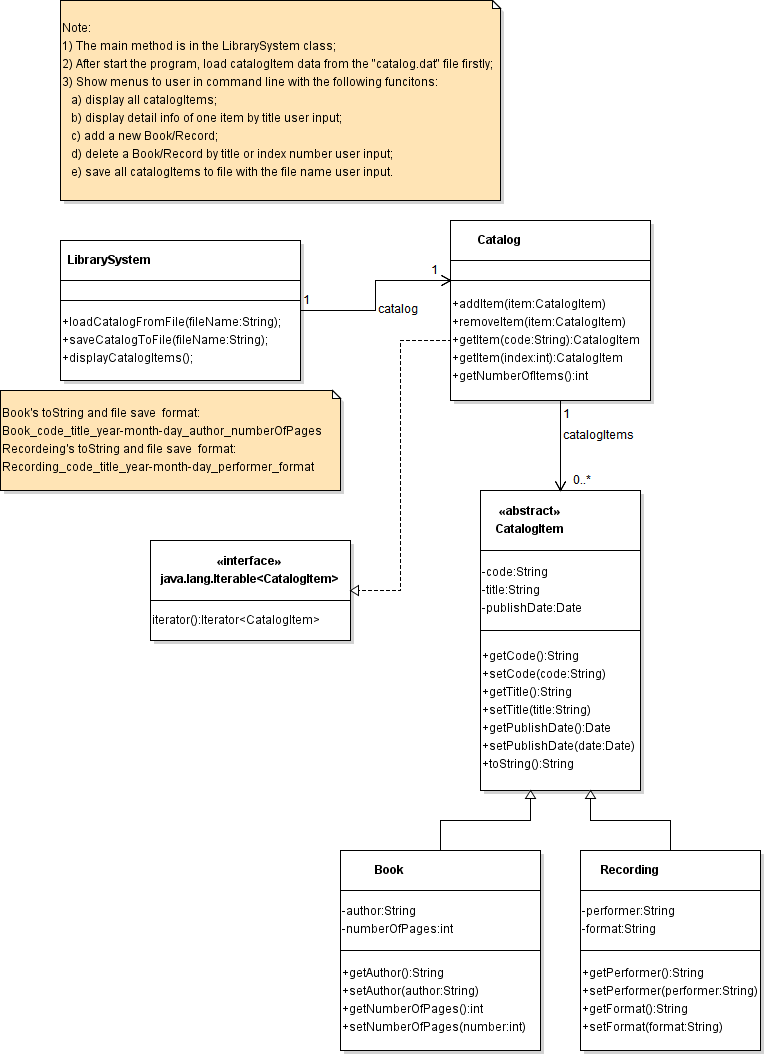 Note:
1) The main method is in the LibrarySystem class;
2) After start the program, load catalogItem data from the "catalog.dat" file firstly;
3) Show menus to user in command line with the following funcitons:
a) display all catalogItems;
b) display detail info of one item by title user input;
c) add a new Book/Record;
d) delete a Book/Record by title or index number user input;
e) save all catalogItems to file with the file name user input.
LibrarySystem
+loadCatalogFromFile(fileName:String);
+saveCatalogToFile(fileName:String);
+displayCatalogItems();
1
catalog
1
Catalog
+addItem(item:CatalogItem)
+removeItem(item:CatalogItem)
+getItem(code:String):CatalogItem
+getItem(index:int):CatalogItem
+getNumberOfItems():int
Book's toString and file save format:
Book_code_title_year-month-day_author_numberOfPages
Recordeing's toString and file save format:
Recording_code_title_year-month-day_performer_format
1
catalogItems
0..*
«interface»
java.lang.Iterable<CatalogItem>
iterator():Iterator<CatalogItem>
«abstract»
CatalogItem
-code:String
-title:String
-publishDate:Date
+getCode():String
+setCode(code:String)
+getTitle():String
+setTitle(title:String)
+getPublishDate():Date
+setPublishDate(date:Date)
+toString():String
Book
-author:String
-numberOfPages:int
+getAuthor():String
+setAuthor(author:String)
+getNumberOfPages():int
+setNumberOfPages(number:int)
Recording
-performer:String
-format:String
+getPerformer():String
+setPerformer(performer:String)
+getFormat():String
+setFormat(format:String)